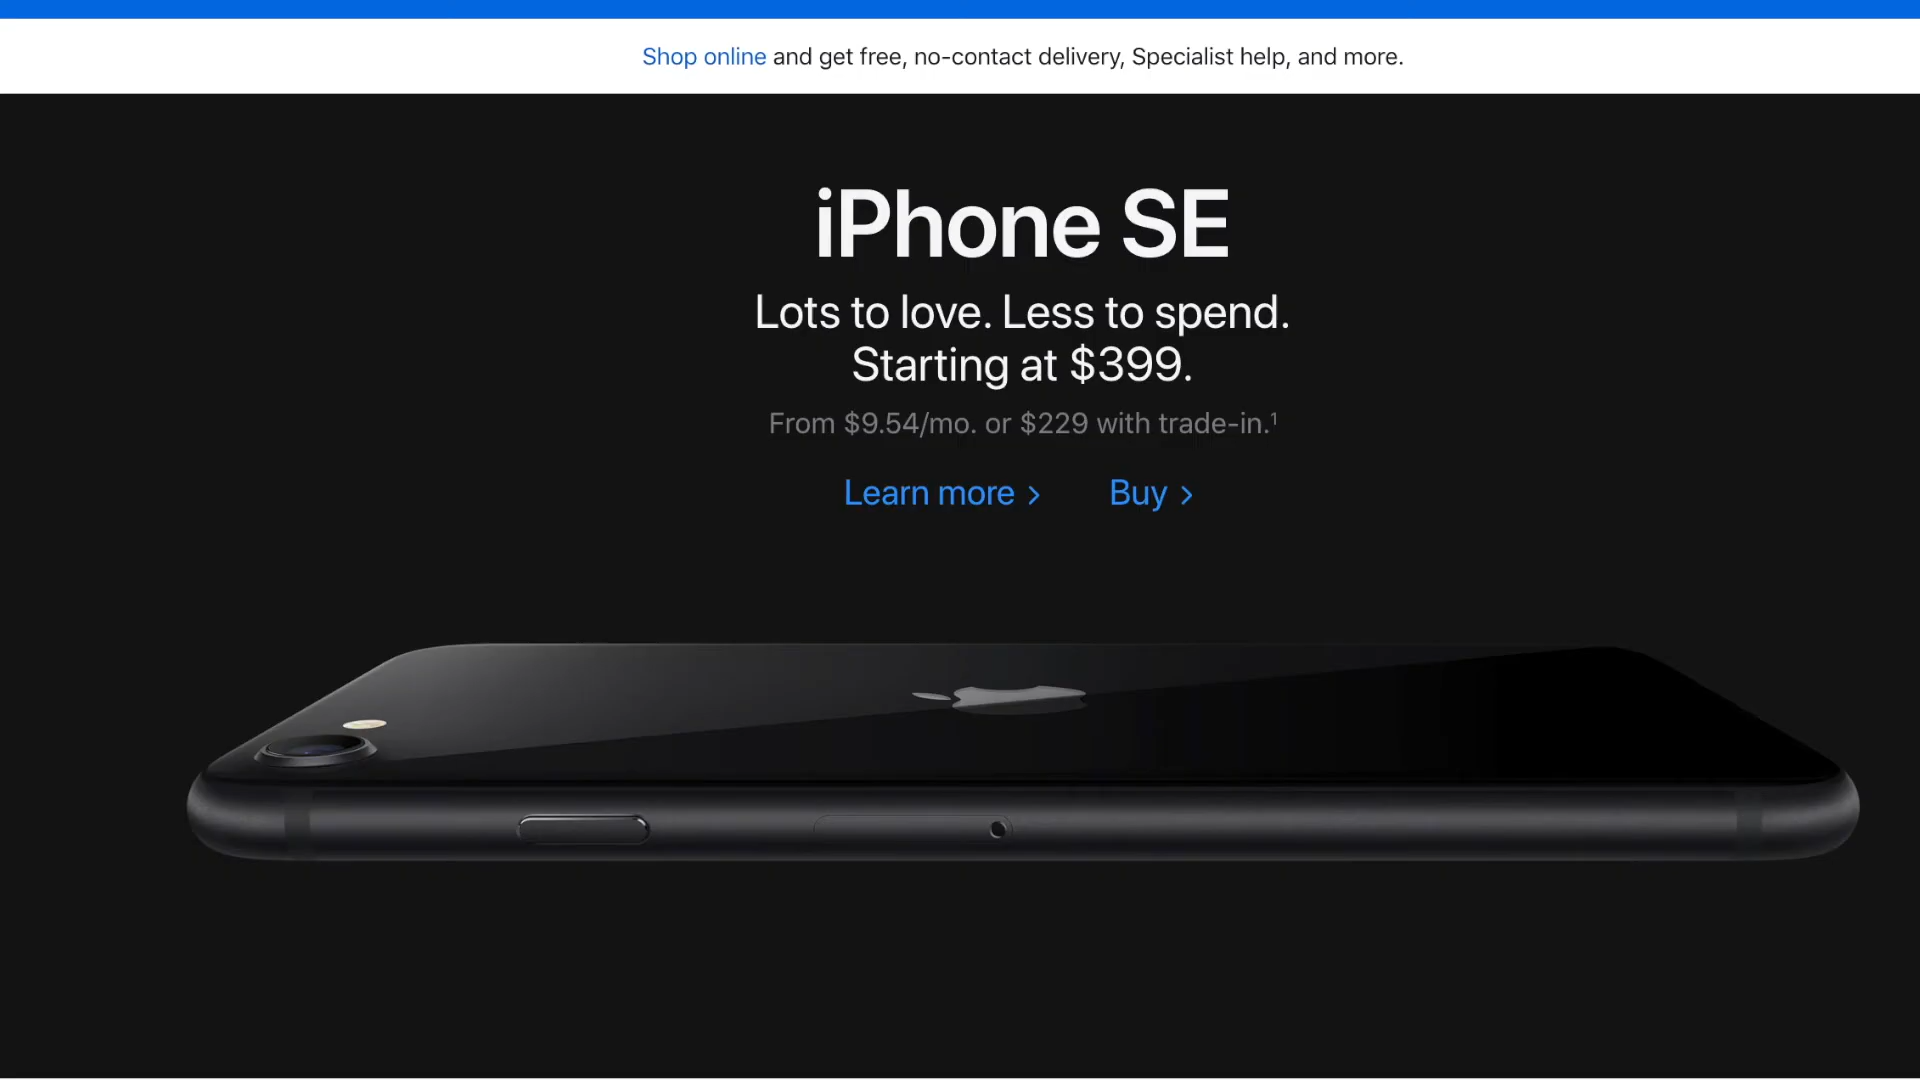 Shop online and get free, no-contact delivery, Specialist help, and more.
iPhone SE
Lots to love. Less to spend.
Starting at $399.
From $9.54/mo. or $229 with trade-in.¹
Learn more >
Buy >